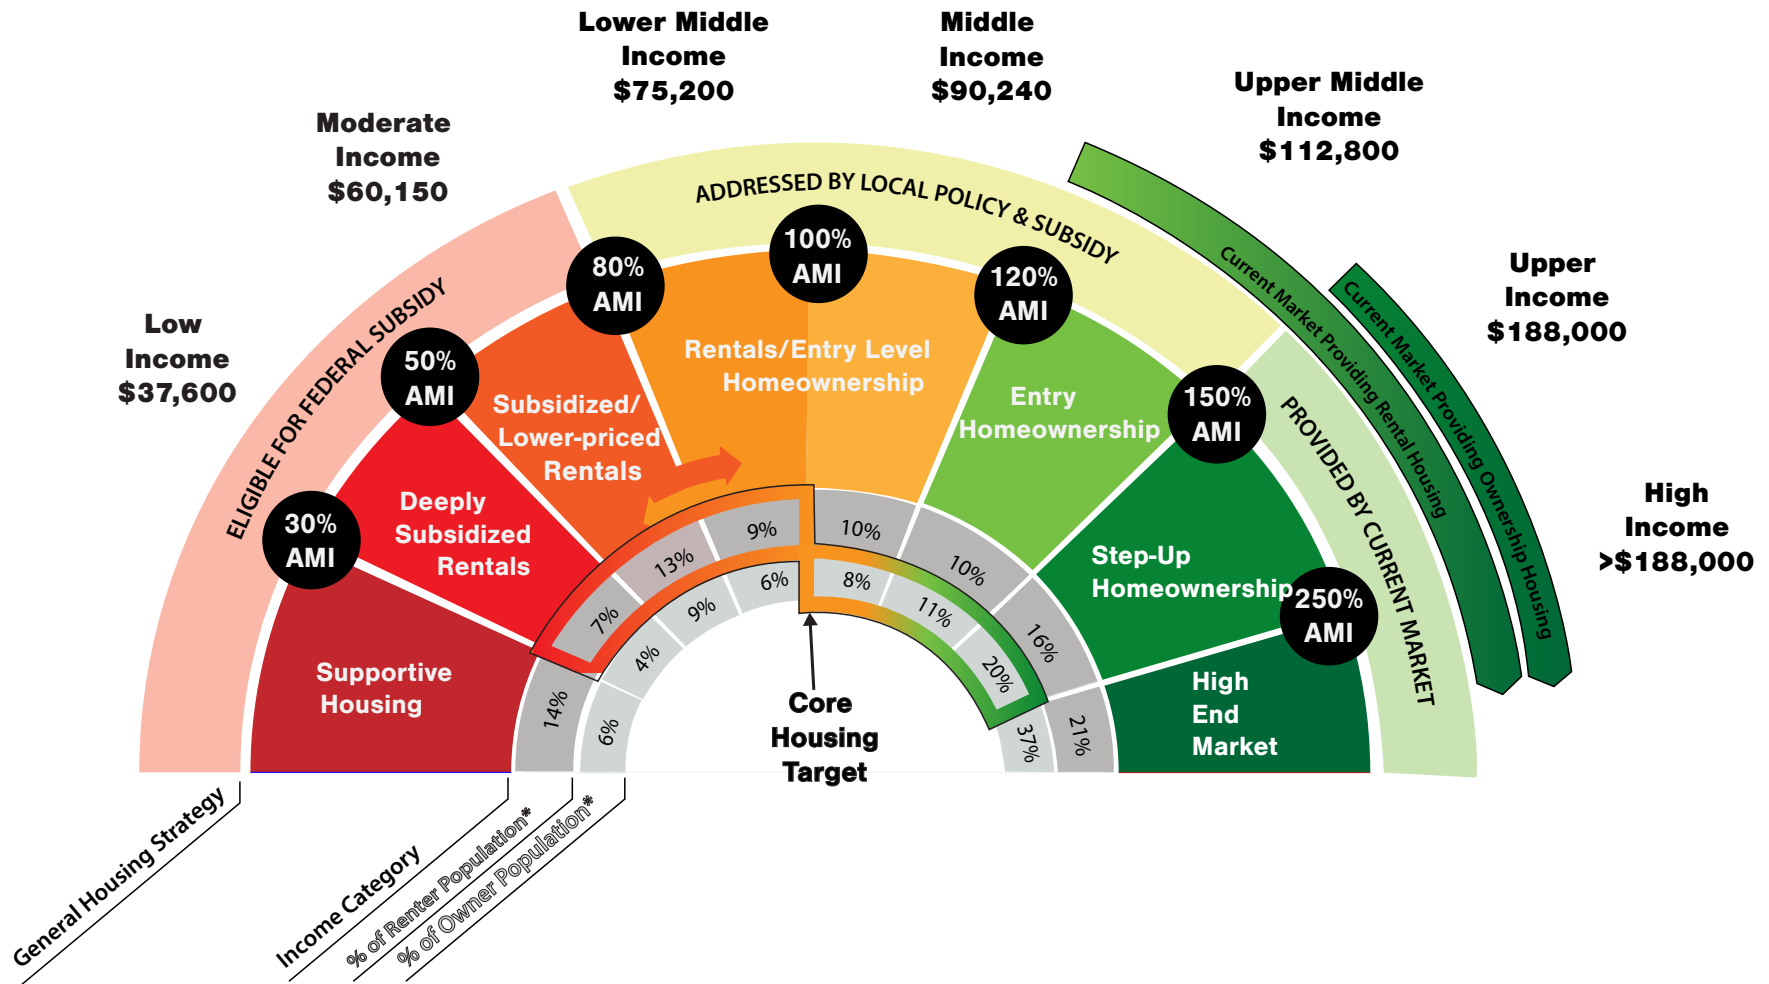 Lower Middle
Income
$75,200
Middle
Income
$90,240
Upper Middle
Income
$112,800
Moderate
Income
$60,150
Upper
Income
$188,000
Low
Income
$37,600
High
Income
>$188,000
ELIGIBLE FOR FEDERAL SUBSIDY
ADDRESSED BY LOCAL POLICY & SUBSIDY
PROVIDED BY CURRENT MARKET
Current Market Providing Rental Housing
Current Market Providing Ownership Housing
30%
AMI
50%
AMI
80%
AMI
100%
AMI
120%
AMI
150%
AMI
250%
AMI
Supportive
Housing
Deeply
Subsidized
Rentals
Subsidized/
Lower-priced
Rentals
Rentals/Entry Level
Homeownership
Entry
Homeownership
Step-Up
Homeownership
High
End
Market
14%
7%
13%
9%
10%
10%
16%
21%
6%
4%
9%
6%
8%
11%
20%
37%
Core
Housing
Target
General Housing Strategy
Income Category
% of Renter Population*
% of Owner Population*